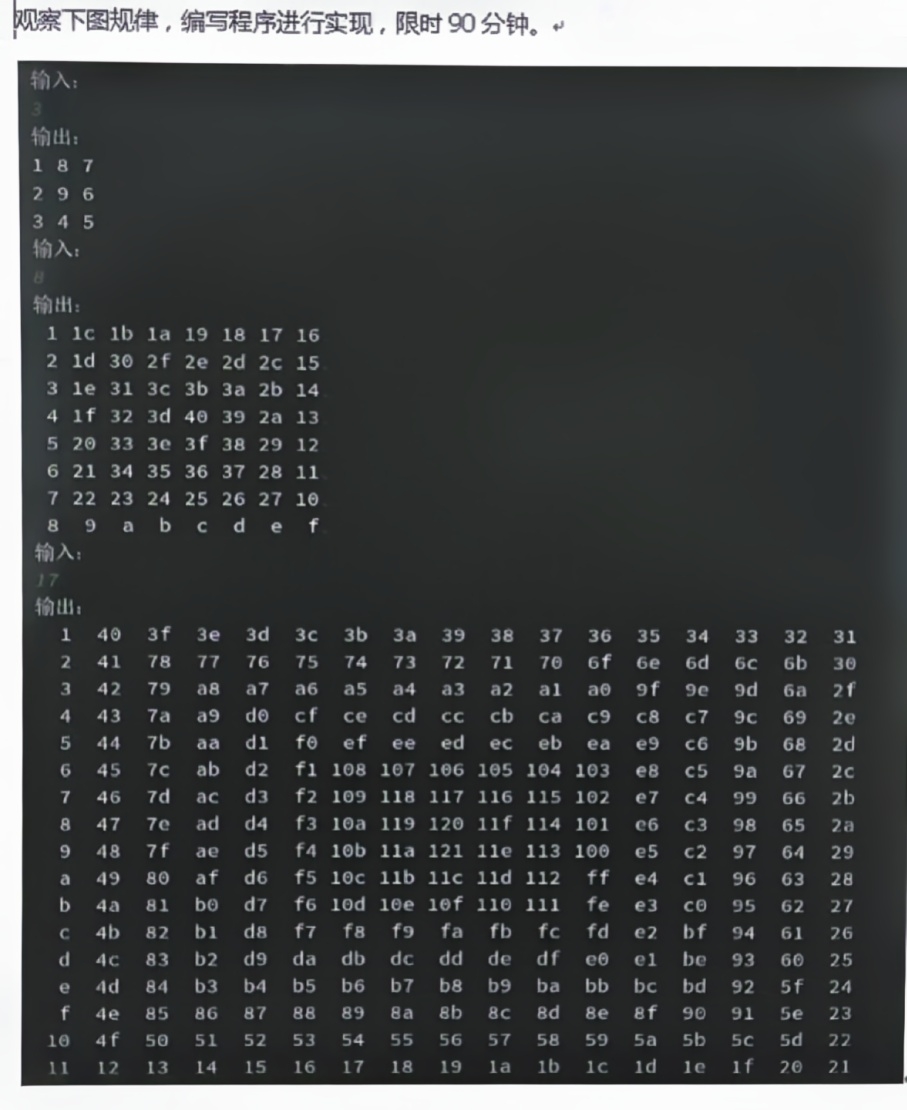 观察下图规律，编写程序进行实现，限时 90 分钟。
输入：
3
输出：
1 8 7
2 9 6
3 4 5
输入：
8
输出：
1 1c 1b 1a 19 18 17 16
2 1d 30 2f 2e 2d 2c 15
3 1e 31 3c 3b 3a 2b 14
4 1f 32 3d 40 39 2a 13
5 20 33 3e 3f 38 29 12
6 21 34 35 36 37 28 11
7 22 23 24 25 26 27 10
8 9 a b c d e f
输入：
17
输出：
1 40 3f 3e 3d 3c 3b 3a 39 38 37 36 35 34 33 32 31
2 41 78 77 76 75 74 73 72 71 70 6f 6e 6d 6c 6b 30
3 42 79 a8 a7 a6 a5 a4 a3 a2 a1 a0 9f 9e 9d 6a 2f
4 43 7a a9 d0 cf ce cd cc cb ca c9 c8 c7 9c 69 2e
5 44 7b aa d1 f0 ef ee ed ec eb ea e9 c6 9b 68 2d
6 45 7c ab d2 f1 108 107 106 105 104 103 e8 c5 9a 67 2c
7 46 7d ac d3 f2 109 118 117 116 115 102 e7 c4 99 66 2b
8 47 7e ad d4 f3 10a 119 120 11f 114 101 e6 c3 98 65 2a
9 48 7f ae d5 f4 10b 11a 121 11e 113 100 e5 c2 97 64 29
a 49 80 af d6 f5 10c 11b 11c 11d 112 ff e4 c1 96 63 28
b 4a 81 b0 d7 f6 10d 10e 10f 110 111 fe e3 c0 95 62 27
c 4b 82 b1 d8 f7 f8 f9 fa fb fc fd e2 bf 94 61 26
d 4c 83 b2 d9 da db dc dd de df e0 e1 be 93 60 25
e 4d 84 b3 b4 b5 b6 b7 b8 b9 ba bb bc bd 92 5f 24
f 4e 85 86 87 88 89 8a 8b 8c 8d 8e 8f 90 91 5e 23
10 4f 50 51 52 53 54 55 56 57 58 59 5a 5b 5c 5d 22
11 12 13 14 15 16 17 18 19 1a 1b 1c 1d 1e 1f 20 21